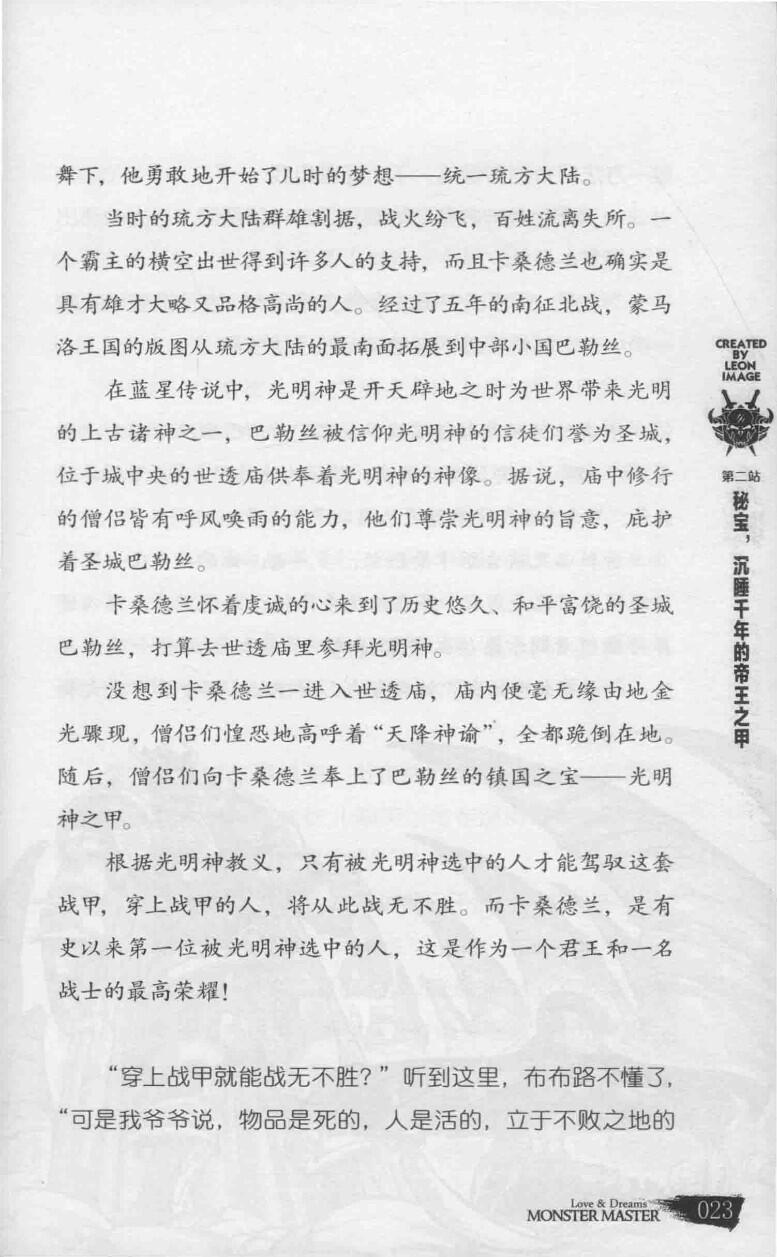 舞下，他勇敢地开始了儿时的梦想——统一琉方大陆。
当时的琉方大陆群雄割据，战火纷飞，百姓流离失所。一
个霸主的横空出世得到许多人的支持，而且卡桑德兰也确实是
具有雄才大略又品格高尚的人。经过了五年的南征北战，蒙马
洛王国的版图从琉方大陆的最南面拓展到中部小国巴勒丝。
在蓝星传说中，光明神是开天辟地之时为世界带来光明
的上古诸神之一，巴勒丝被信仰光明神的信徒们誉为圣城，
位于城中央的世透庙供奉着光明神的神像。据说，庙中修行
的僧侣皆有呼风唤雨的能力，他们尊崇光明神的旨意，庇护
着圣城巴勒丝。
卡桑德兰怀着虔诚的心来到了历史悠久、和平富饶的圣城
巴勒丝，打算去世透庙里参拜光明神。
没想到卡桑德兰一进入世透庙，庙内便毫无缘由地金
光骤现，僧侣们惶恐地高呼着“天降神谕”，全都跪倒在地。
随后，僧侣们向卡桑德兰奉上了巴勒丝的镇国之宝——光明
神之甲。
根据光明神教义，只有被光明神选中的人才能驾驭这套
战甲，穿上战甲的人，将从此战无不胜。而卡桑德兰，是有
史以来第一位被光明神选中的人，这是作为一个君王和一名
战士的最高荣耀！
“穿上战甲就能战无不胜？”听到这里，布布路不懂了，
“可是我爷爷说，物品是死的，人是活的，立于不败之地的
CREATED
BY
LEON
IMAGE
第二站
秘宝，沉睡千年的帝王之甲
Love & Dreams
MONSTER MASTER
023